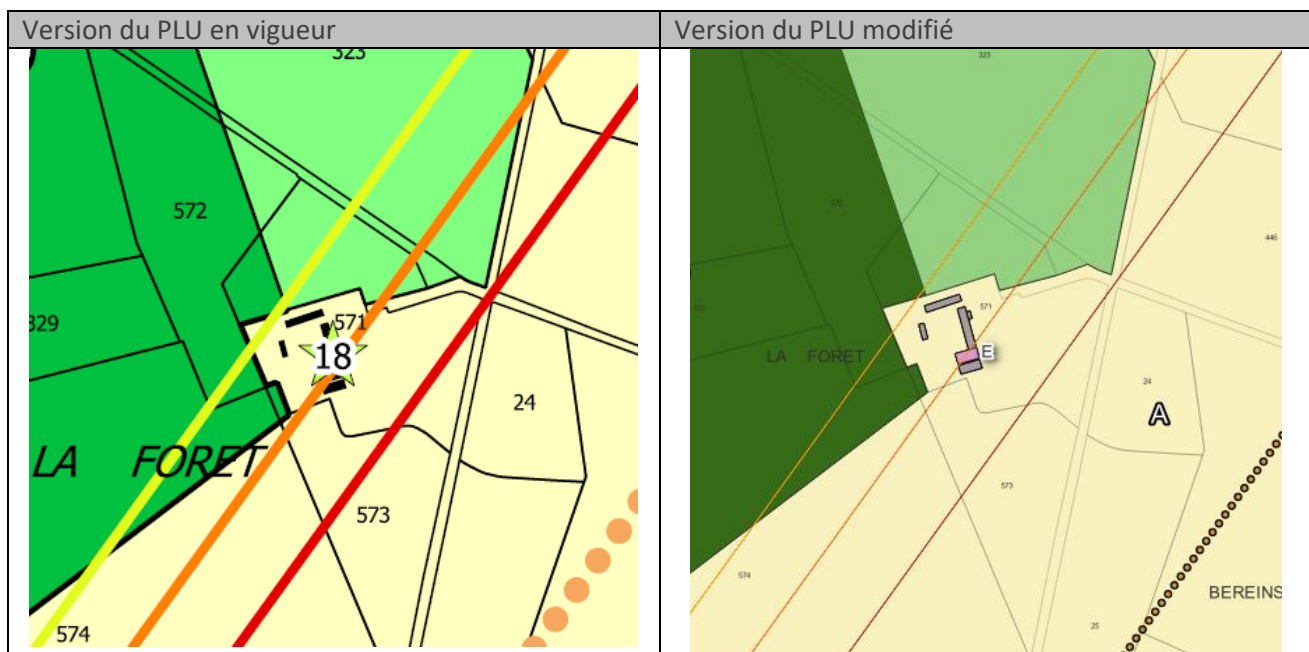 Version du PLU en vigueur
Version du PLU modifié
323
572
329
571
18
24
LA FORET
573
574
323
446
571
LA FORET
E
24
A
573
574
BEREINS
25